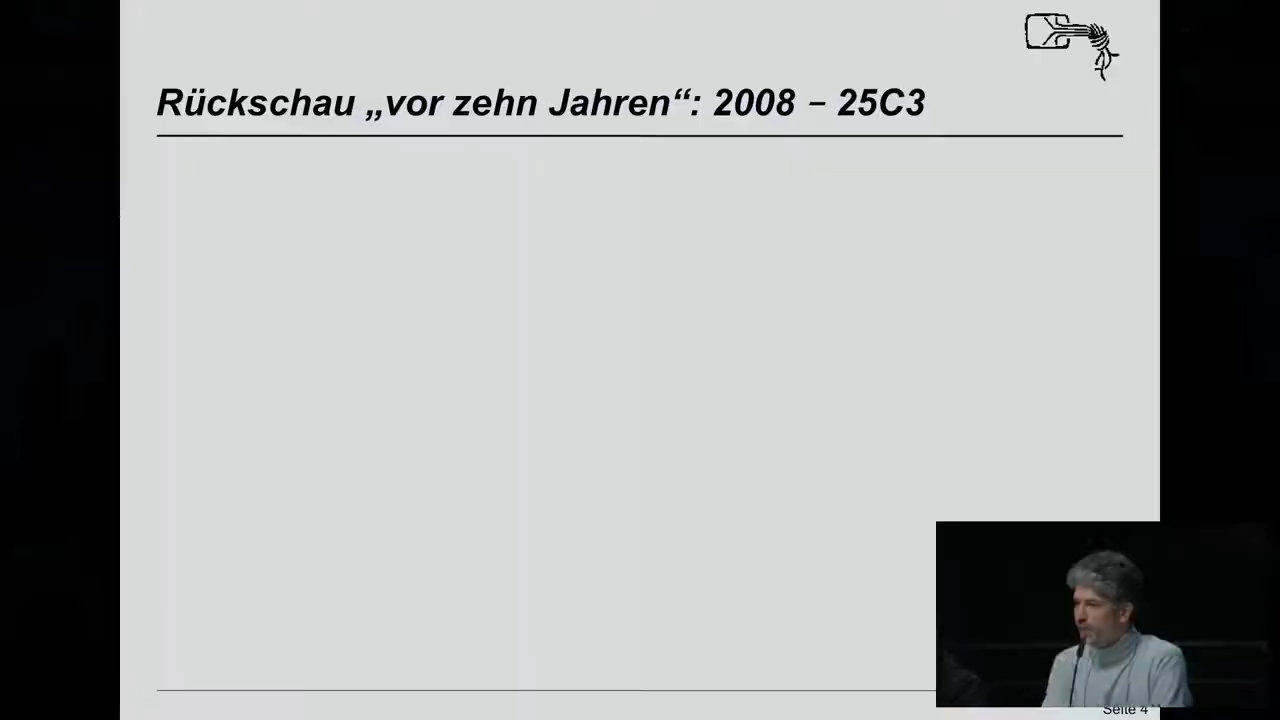 Rückschau „vor zehn Jahren“: 2008 – 25C3
Seite 4